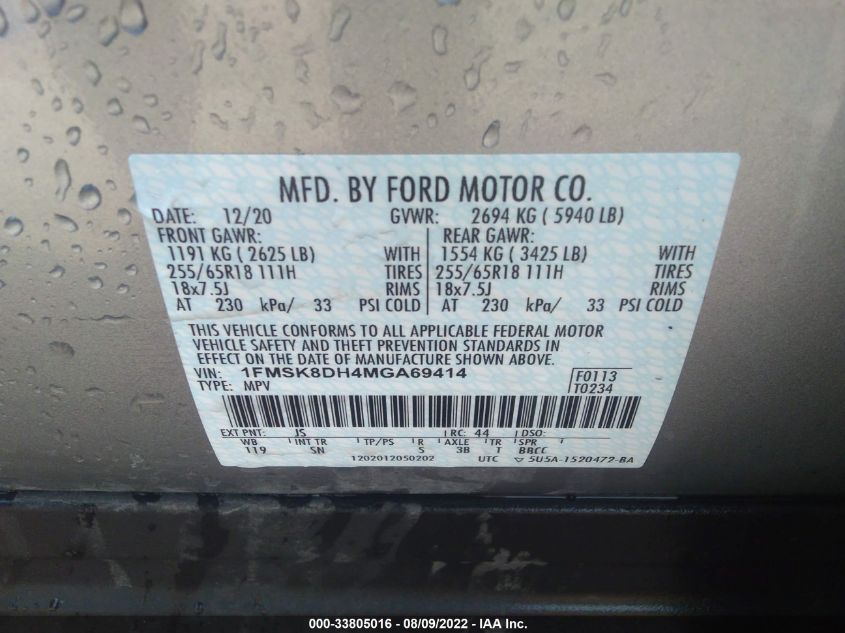 MFD. BY FORD MOTOR CO.
DATE: 12/20 GVWR: 2694 KG ( 5940 LB)
FRONT GAWR: REAR GAWR:
1191 KG ( 2625 LB) WITH 1554 KG ( 3425 LB) WITH
255/65R18 111H TIRES 255/65R18 111H TIRES
18x7.5J RIMS 18x7.5J RIMS
AT 230 kPa/ 33 PSI COLD AT 230 kPa/ 33 PSI COLD
THIS VEHICLE CONFORMS TO ALL APPLICABLE FEDERAL MOTOR
VEHICLE SAFETY AND THEFT PREVENTION STANDARDS IN
EFFECT ON THE DATE OF MANUFACTURE SHOWN ABOVE.
VIN: 1FMSK8DH4MGA69414 F0113
TYPE: MPV T0234
EXT PNT: JS RC: 44 DSO:
WB INT TR TP/PS R AXLE TR SPR
119 SN S 3B T BBCC
1202012050202 UTC ▽ 5U5A-1520472-BA
000-33805016 - 08/09/2022 - IAA Inc.